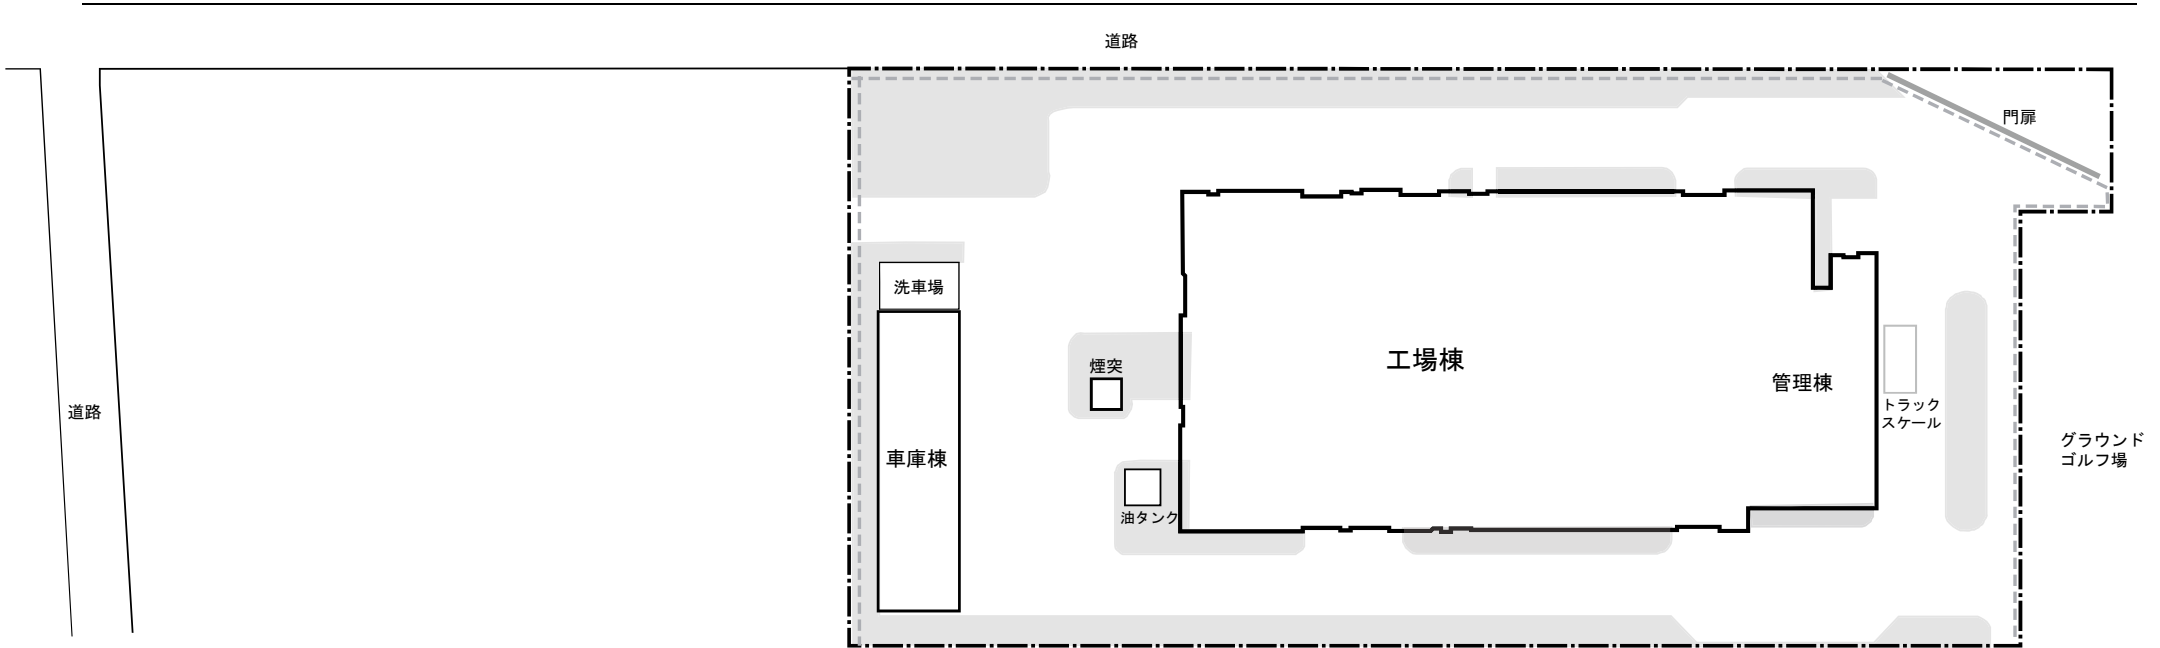 道路
門扉
洗車場
煙突
工場棟
管理棟
トラック
スケール
道路
車庫棟
グラウンド
ゴルフ場
油タンク